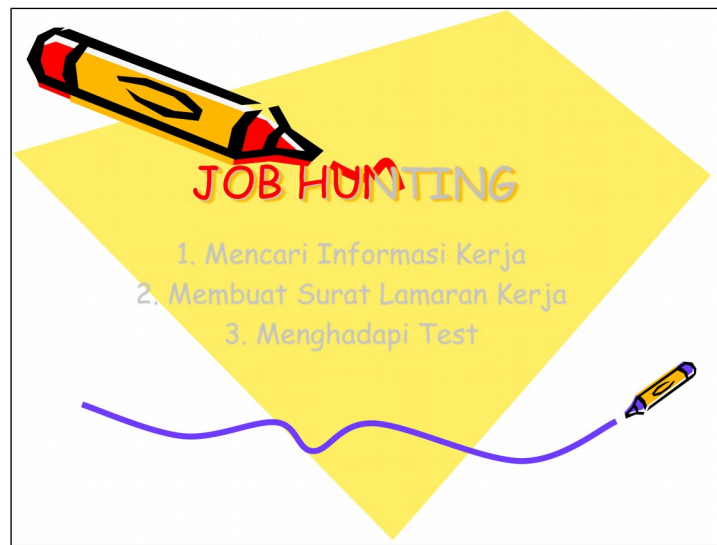 JOB HUNTING
1. Mencari Informasi Kerja
2. Membuat Surat Lamaran Kerja
3. Menghadapi Test